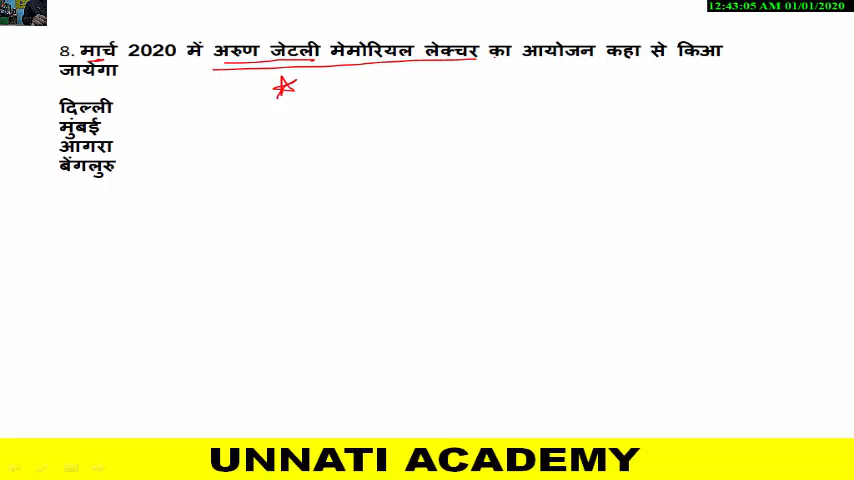 12:43:05 AM 01/01/2020
8. मार्च 2020 में अरुण जेटली मेमोरियल लेक्चर का आयोजन कहा से किआ
जायेगा
दिल्ली
मुंबई
आगरा
बेंगलुरु
UNNATI ACADEMY